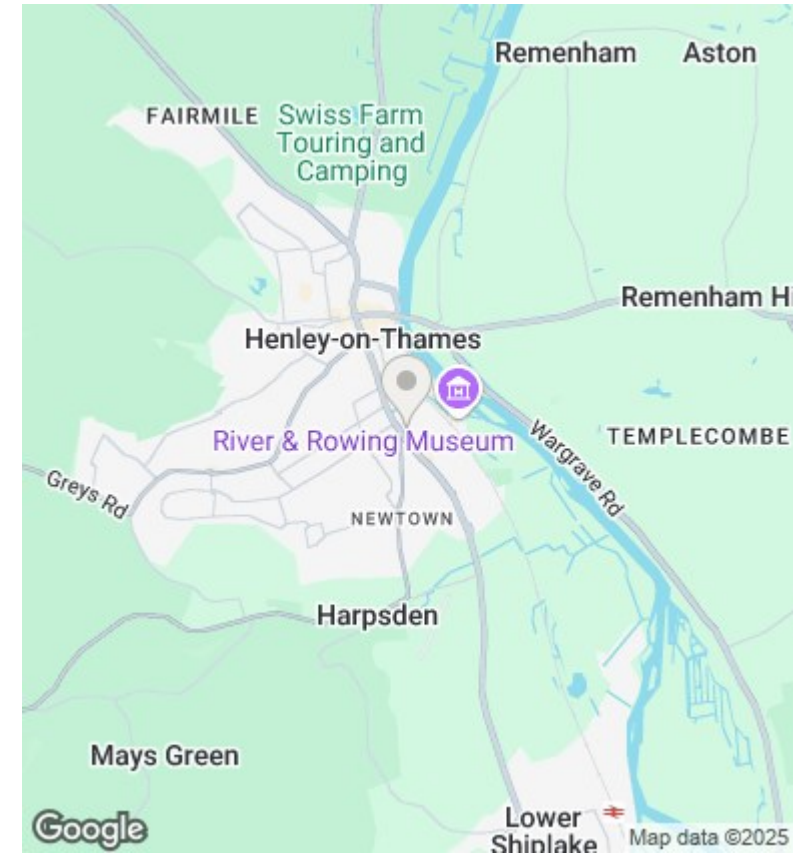 Remenham
Aston
FAIRMILE
Swiss Farm
Touring and
Camping
Remenham Hi
Henley-on-Thames
River & Rowing Museum
Wargrave Rd
TEMPLECOMBE
Greys Rd
NEWTOWN
Harpsden
Mays Green
Lower
Shiplake
Google
Map data ©2025